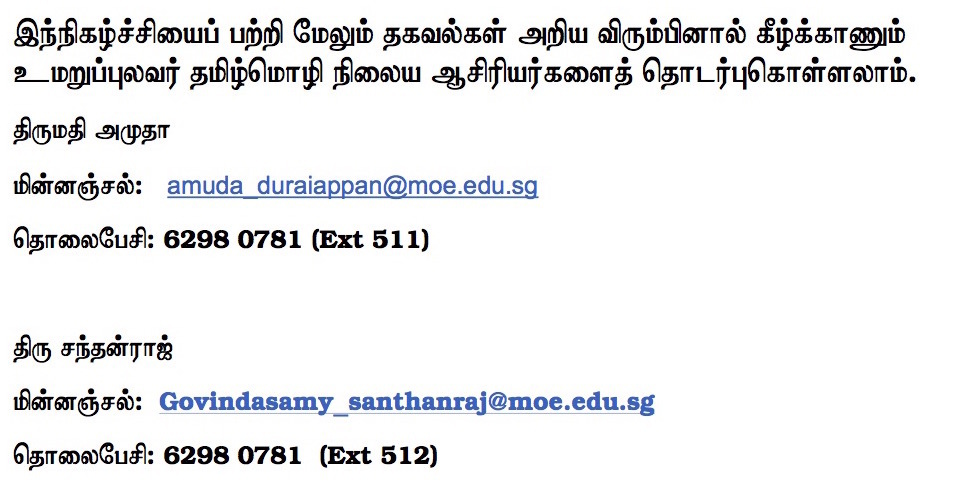 இந்நிகழ்ச்சியைப் பற்றி மேலும் தகவல்கள் அறிய விரும்பினால் கீழ்க்காணும்
உமறுப்புலவர் தமிழ்மொழி நிலைய ஆசிரியர்களைத் தொடர்புகொள்ளலாம்.
திருமதி அமுதா
மின்னஞ்சல்: amuda_duraiappan@moe.edu.sg
தொலைபேசி: 6298 0781 (Ext 511)
திரு சந்தன்ராஜ்
மின்னஞ்சல்: Govindasamy_santhanraj@moe.edu.sg
தொலைபேசி: 6298 0781 (Ext 512)